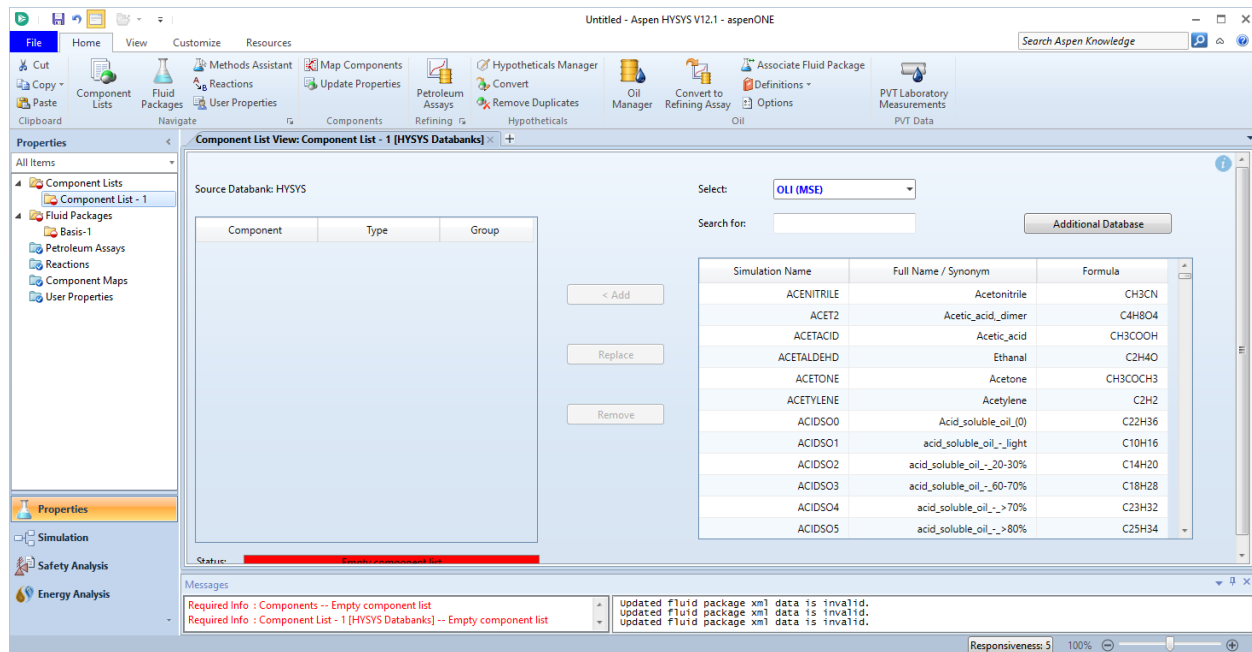 Untitled - Aspen HYSYS V12.1 - aspenONE
File Home View Customize Resources Search Aspen Knowledge
Cut
Copy
Paste
Clipboard
Component Lists
Fluid Packages
Methods Assistant
Reactions
User Properties
Navigate
Map Components
Update Properties
Components
Petroleum Assays
Refining
Hypotheticals Manager
Convert
Remove Duplicates
Hypotheticals
Oil Manager
Convert to Refining Assay
Associate Fluid Package
Definitions
Options
Oil
PVT Laboratory Measurements
PVT Data
Properties
All Items
Component Lists
Component List - 1
Fluid Packages
Basis-1
Petroleum Assays
Reactions
Component Maps
User Properties
Properties
Simulation
Safety Analysis
Energy Analysis
Component List View: Component List - 1 [HYSYS Databanks]
Source Databank: HYSYS
Component Type Group
< Add
Replace
Remove
Select: OLI (MSE)
Search for:
Additional Database
Simulation Name Full Name / Synonym Formula
ACENITRILE Acetonitrile CH3CN
ACET2 Acetic_acid,_dimer C4H8O4
ACETACID Acetic_acid CH3COOH
ACETALDEHD Ethanal C2H4O
ACETONE Acetone CH3COCH3
ACETYLENE Acetylene C2H2
ACIDSO0 Acid_soluble_oil_(0) C22H36
ACIDSO1 acid_soluble_oil_-_light C10H16
ACIDSO2 acid_soluble_oil_-_20-30% C14H20
ACIDSO3 acid_soluble_oil_-_60-70% C18H28
ACIDSO4 acid_soluble_oil_-_>70% C23H32
ACIDSO5 acid_soluble_oil_-_>80% C25H34
Status: Empty component list
Messages
Required Info : Components -- Empty component list
Required Info : Component List - 1 [HYSYS Databanks] -- Empty component list
Updated fluid package xml data is invalid.
Updated fluid package xml data is invalid.
Updated fluid package xml data is invalid.
Responsiveness: 5 100%